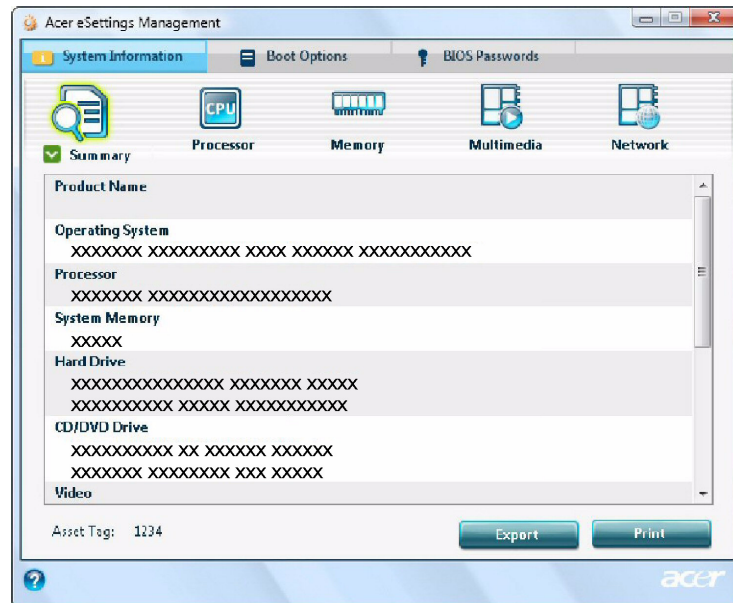 Acer eSettings Management
System Information Boot Options BIOS Passwords
CPU
Summary Processor Memory Multimedia Network
Product Name
Operating System
XXXXXXX XXXXXXXXX XXXX XXXXXX XXXXXXXXXXX
Processor
XXXXXXX XXXXXXXXXXXXXXXXXX
System Memory
XXXXX
Hard Drive
XXXXXXXXXXXXXXX XXXXXXX XXXXX
XXXXXXXXXX XXXXX XXXXXXXXXXX
CD/DVD Drive
XXXXXXXXXX XX XXXXXX XXXXXX
XXXXXXX XXXXXXXX XXX XXXXX
Video
Asset Tag: 1234 Export Print
? acer